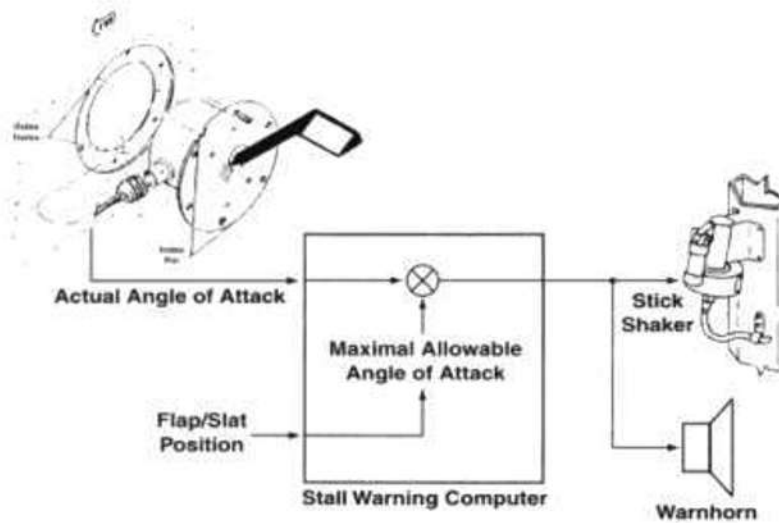 Actual Angle of Attack
Maximal Allowable
Angle of Attack
Flap/Slat
Position
Stall Warning Computer
Stick
Shaker
Warnhorn